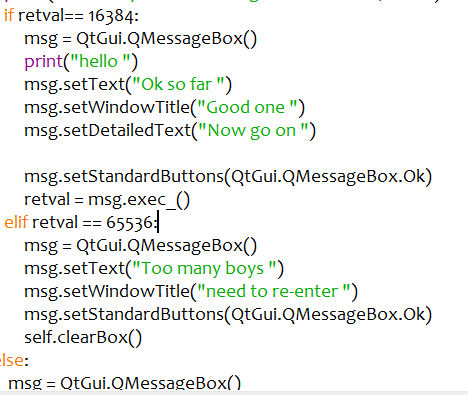 if retval== 16384:
msg = QtGui.QMessageBox()
print("hello ")
msg.setText("Ok so far ")
msg.setWindowTitle("Good one ")
msg.setDetailedText("Now go on ")
msg.setStandardButtons(QtGui.QMessageBox.Ok)
retval = msg.exec_()
elif retval == 65536:
msg = QtGui.QMessageBox()
msg.setText("Too many boys ")
msg.setWindowTitle("need to re-enter ")
msg.setStandardButtons(QtGui.QMessageBox.Ok)
self.clearBox()
else:
msg = QtGui.QMessageBox()